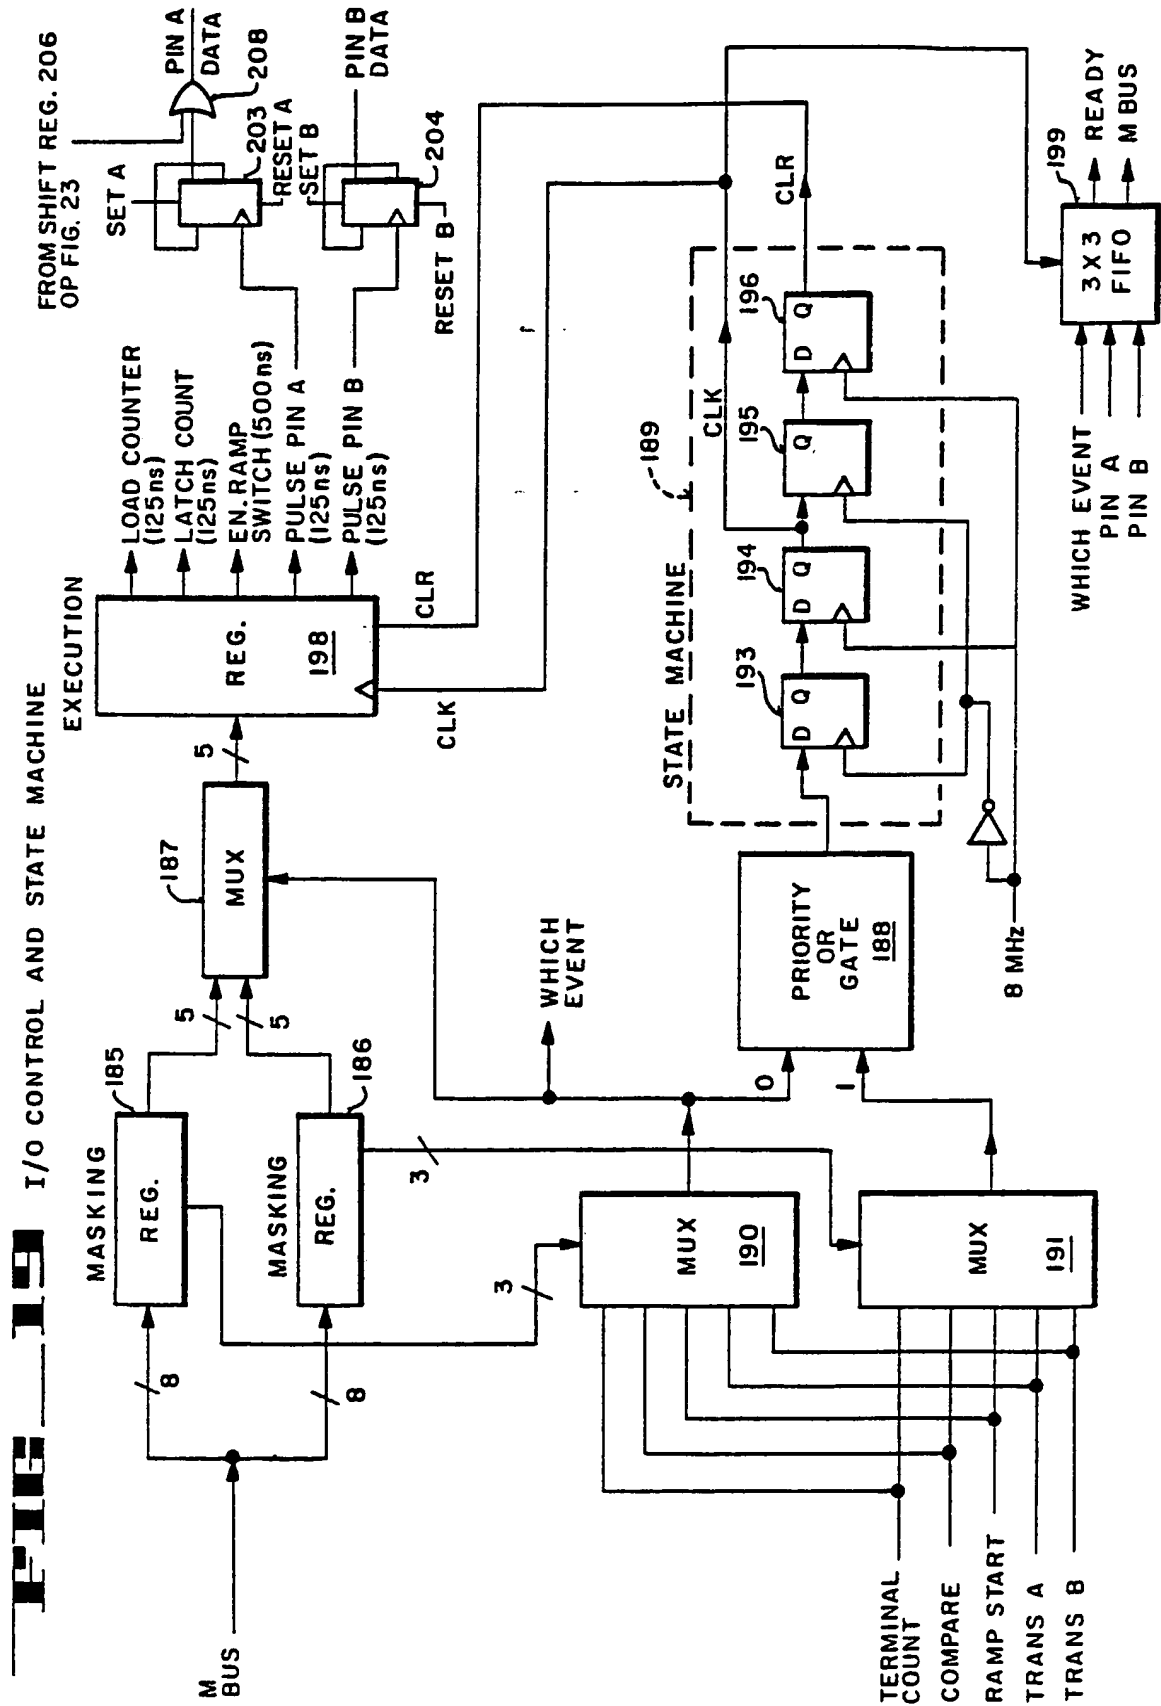 FIG 19
I/O CONTROL AND STATE MACHINE
FROM SHIFT REG. 206
OP FIG. 23
SET A
PIN A
DATA
208
203
RESET A
SET B
PIN B
DATA
204
RESET B
EXECUTION
REG.
198
LOAD COUNTER
(125ns)
LATCH COUNT
(125ns)
EN. RAMP
SWITCH (500ns)
PULSE PIN A
(125ns)
PULSE PIN B
(125ns)
CLR
CLK
5
187
MUX
5
5
MASKING
185
REG.
MASKING
186
REG.
8
8
M
BUS
3
3
WHICH
EVENT
MUX
190
MUX
191
0
1
PRIORITY
OR
GATE
188
STATE MACHINE
189
193
D Q
194
D Q
195
Q
196
D Q
CLK
CLR
8 MHz
199
3 X 3
FIFO
READY
M BUS
WHICH EVENT
PIN A
PIN B
TERMINAL
COUNT
COMPARE
RAMP START
TRANS A
TRANS B